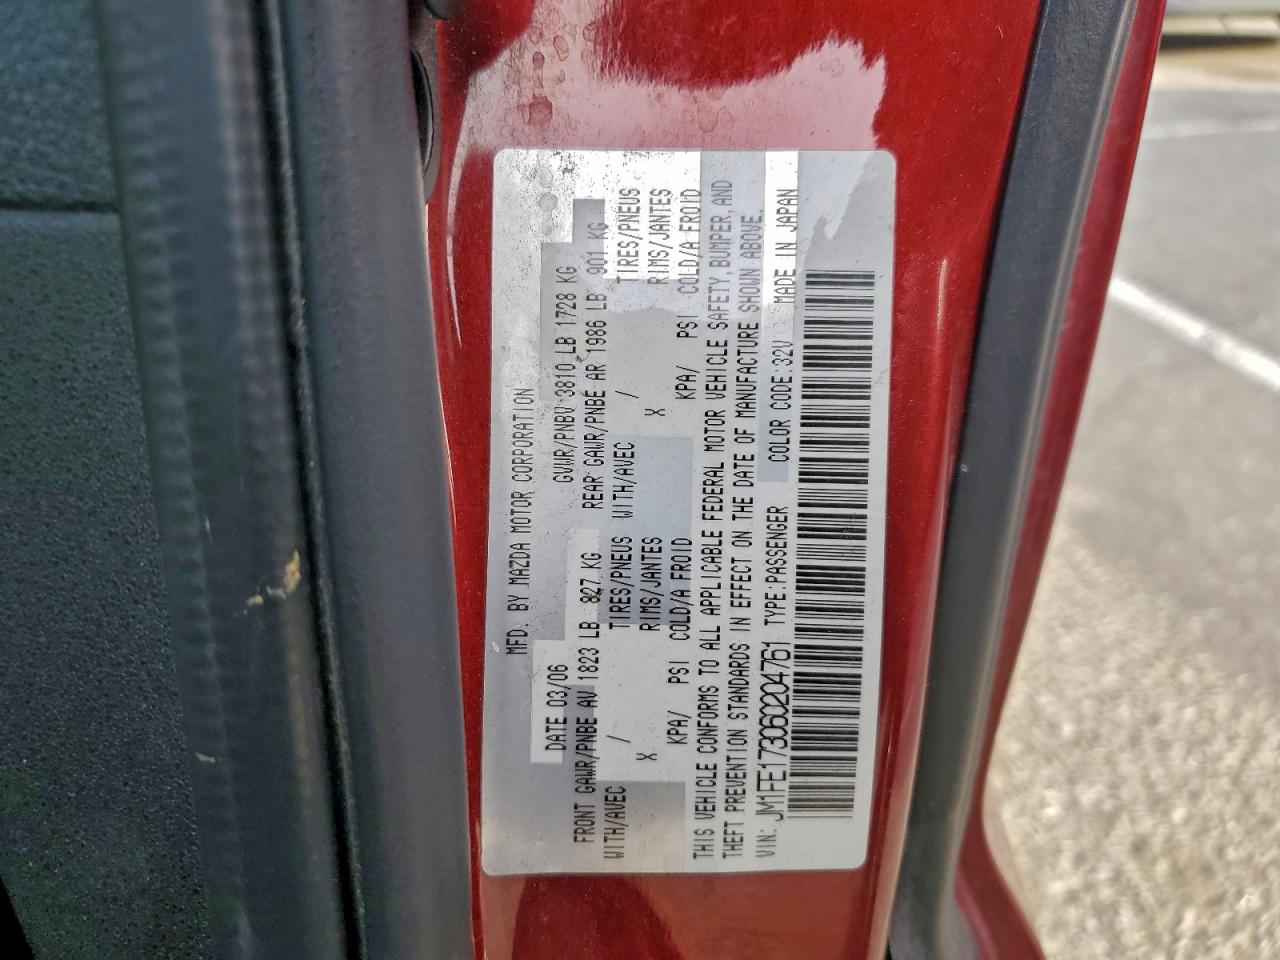 MFD. BY MAZDA MOTOR CORPORATION
DATE 03/06 GVWR/PNBV 3810 LB 1728 KG
FRONT GAWR/PNBE AV 1823 LB 827 KG REAR GAWR/PNBE AR 1986 LB 901 KG
WITH/AVEC / TIRES/PNEUS WITH/AVEC / TIRES/PNEUS
X RIMS/JANTES X RIMS/JANTES
KPA/ PSI COLD/A FROID KPA/ PSI COLD/A FROID
THIS VEHICLE CONFORMS TO ALL APPLICABLE FEDERAL MOTOR VEHICLE SAFETY, BUMPER, AND
THEFT PREVENTION STANDARDS IN EFFECT ON THE DATE OF MANUFACTURE SHOWN ABOVE.
VIN: JM1FE173060204761 TYPE:PASSENGER COLOR CODE:32V MADE IN JAPAN